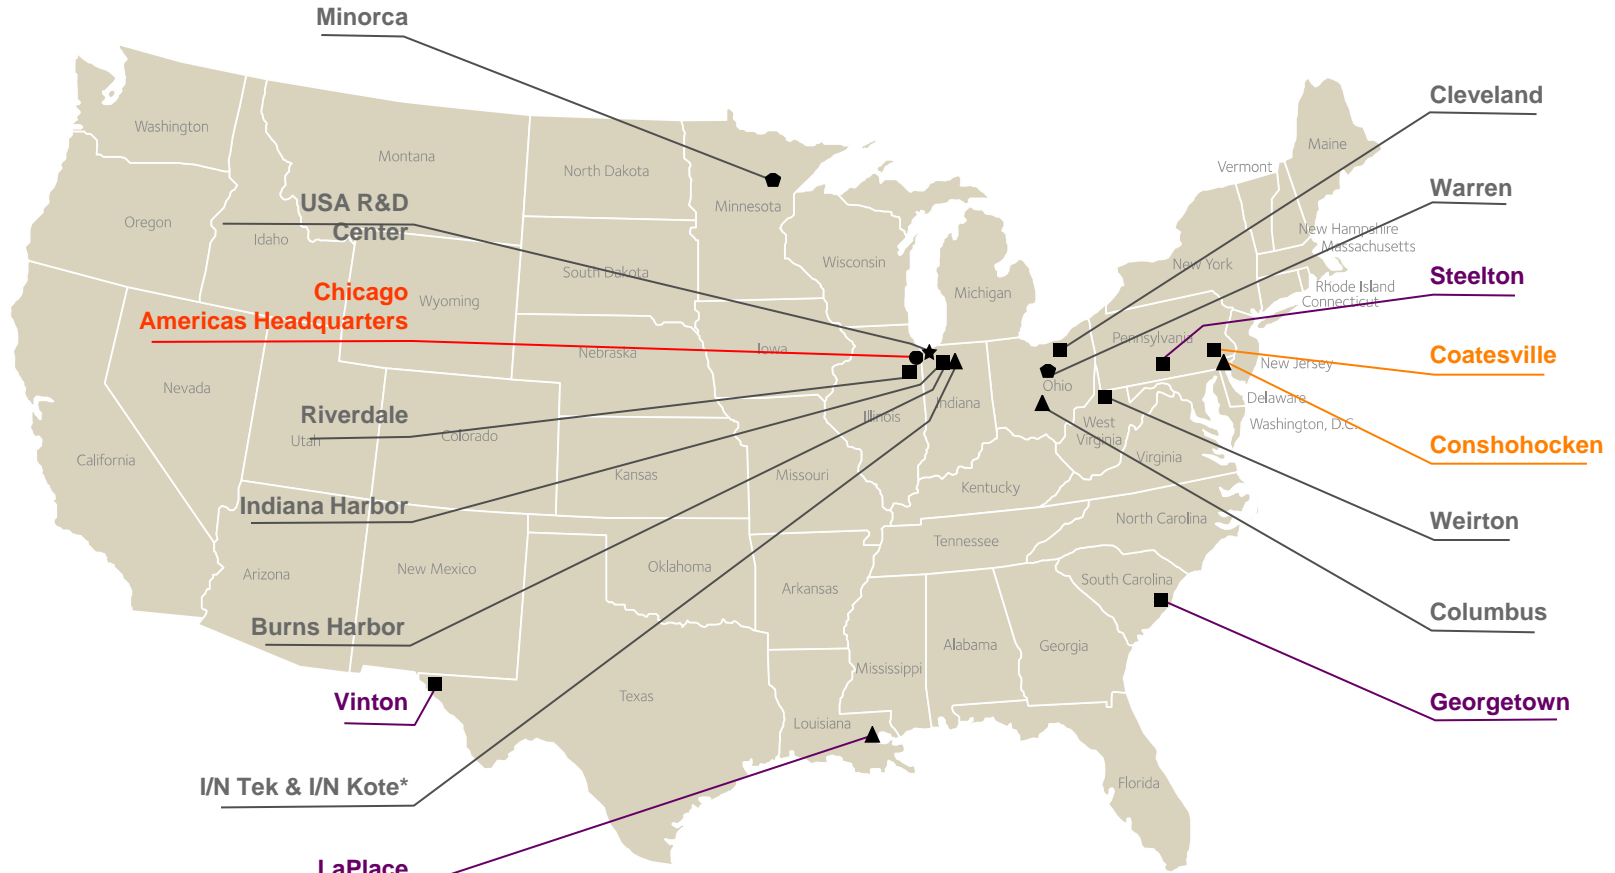 Minorca
Cleveland
Washington
Montana
North Dakota
Maine
Vermont
Minnesota
Warren
USA R&D
Center
Oregon
Idaho
New Hampshire
Massachusetts
South Dakota
Wisconsin
New York
Steelton
Michigan
Rhode Island
Connecticut
Chicago
Americas Headquarters
Wyoming
Nebraska
Iowa
Pennsylvania
Coatesville
New Jersey
Nevada
Ohio
Indiana
Delaware
Riverdale
Illinois
West
Virginia
Washington, D.C.
Utah
Colorado
Conshohocken
California
Kansas
Missouri
Virginia
Kentucky
Indiana Harbor
North Carolina
Weirton
Tennessee
Arizona
New Mexico
Oklahoma
Arkansas
South Carolina
Burns Harbor
Columbus
Mississippi
Alabama
Georgia
Vinton
Texas
Louisiana
Georgetown
I/N Tek & I/N Kote*
Florida
LaPlace